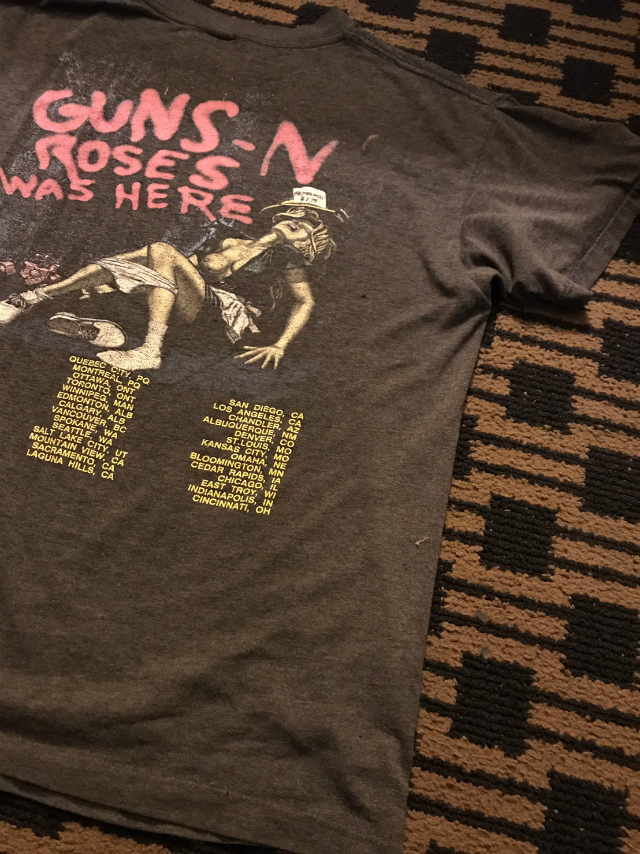 GUNS-N
ROSES
WAS HERE
QUEBEC CITY, PQ
MONTREAL, PQ
OTTAWA, ONT
TORONTO, ONT
WINNIPEG, MAN
EDMONTON, ALB
CALGARY, ALB
VANCOUVER, BC
SPOKANE, WA
SEATTLE, WA
SALT LAKE CITY, UT
MOUNTAIN VIEW, CA
SACRAMENTO, CA
LAGUNA HILLS, CA
SAN DIEGO, CA
LOS ANGELES, CA
CHANDLER, AS
ALBUQUERQUE, NM
DENVER, CO
ST.LOUIS, MO
KANSAS CITY, MO
OMAHA, NE
BLOOMINGTON, MN
CEDAR RAPIDS, IA
CHICAGO, IL
EAST TROY, WI
INDIANAPOLIS, IN
CINCINNATI, OH